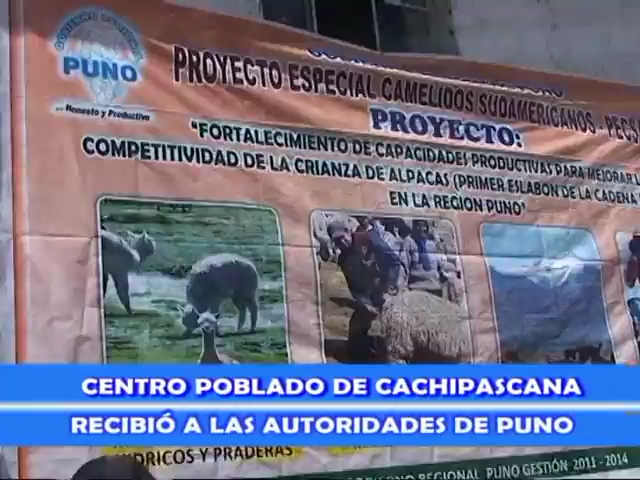 PUNO
Honesto y Productivo
PROYECTO ESPECIAL CAMELIDOS SUDAMERICANOS - PECSA
PROYECTO:
"FORTALECIMIENTO DE CAPACIDADES PRODUCTIVAS PARA MEJORAR L
COMPETITIVIDAD DE LA CRIANZA DE ALPACAS (PRIMER ESLABON DE LA CADENA
EN LA REGION PUNO"
CENTRO POBLADO DE CACHIPASCANA
RECIBIÓ A LAS AUTORIDADES DE PUNO
HIDRICOS Y PRADERAS
REGIONAL PUNO GESTIÓN 2011 - 2014